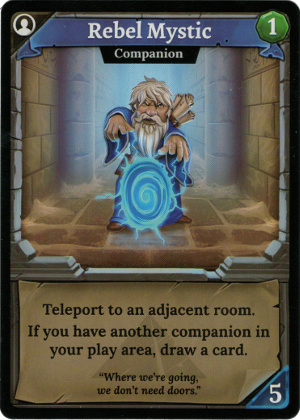 Rebel Mystic
1
Companion
Teleport to an adjacent room.
If you have another companion in
your play area, draw a card.
"Where we're going,
we don't need doors."
5